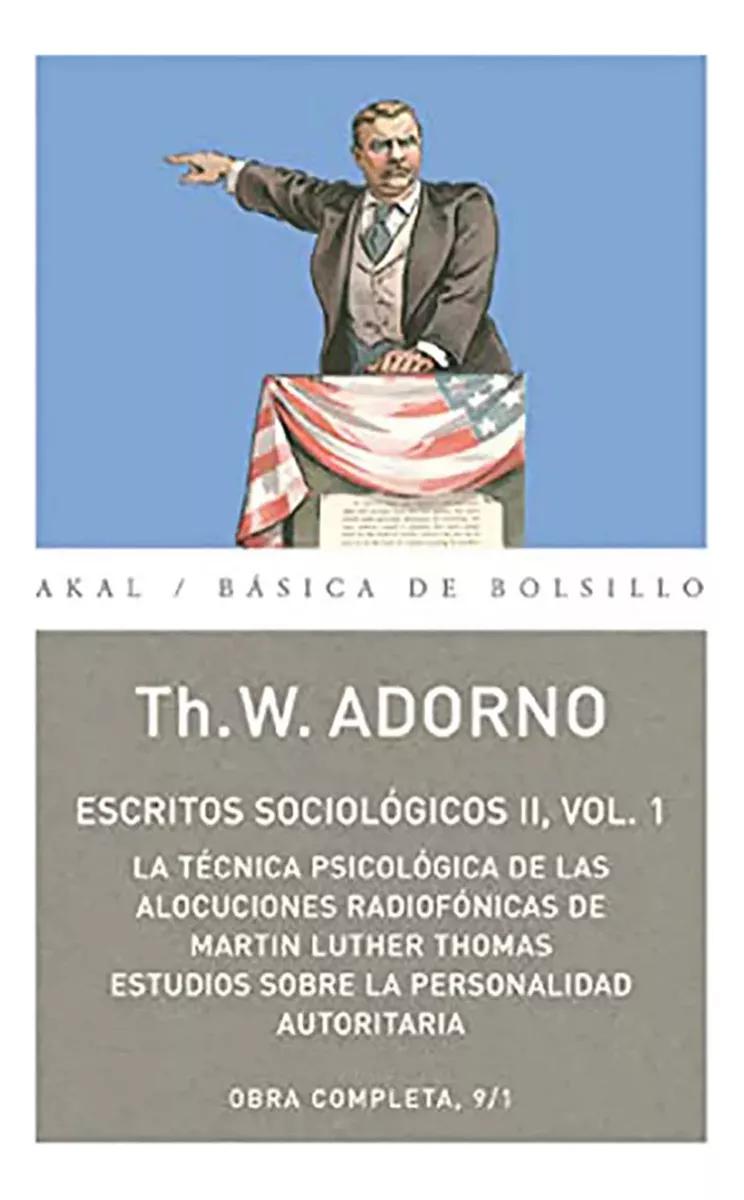 AKAL / BÁSICA DE BOLSILLO
Th. W. ADORNO
ESCRITOS SOCIOLÓGICOS II, VOL. 1
LA TÉCNICA PSICOLÓGICA DE LAS
ALOCUCIONES RADIOFÓNICAS DE
MARTIN LUTHER THOMAS
ESTUDIOS SOBRE LA PERSONALIDAD
AUTORITARIA
OBRA COMPLETA, 9/1